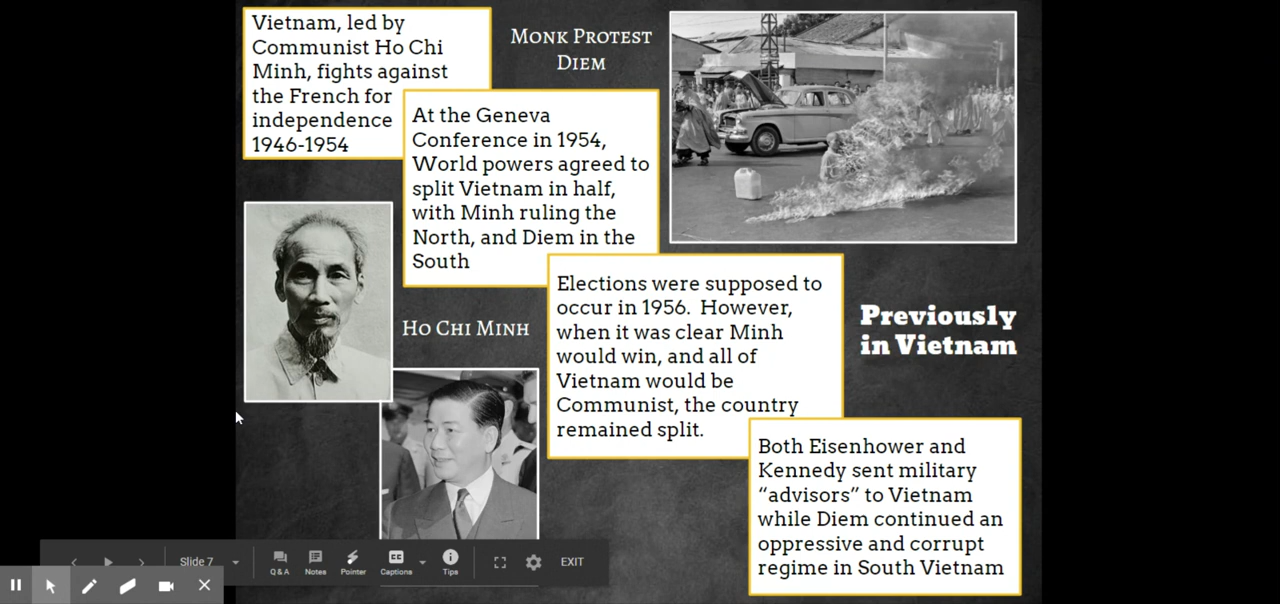 Vietnam, led by
Communist Ho Chi
Minh, fights against
the French for
independence
1946-1954
Monk Protest
Diem
At the Geneva
Conference in 1954,
World powers agreed to
split Vietnam in half,
with Minh ruling the
North, and Diem in the
South
Ho Chi Minh
Elections were supposed to
occur in 1956. However,
when it was clear Minh
would win, and all of
Vietnam would be
Communist, the country
remained split.
Previously
in Vietnam
Both Eisenhower and
Kennedy sent military
“advisors” to Vietnam
while Diem continued an
oppressive and corrupt
regime in South Vietnam
Slide 7
Q & A
Notes
Pointer
Captions
Tips
EXIT